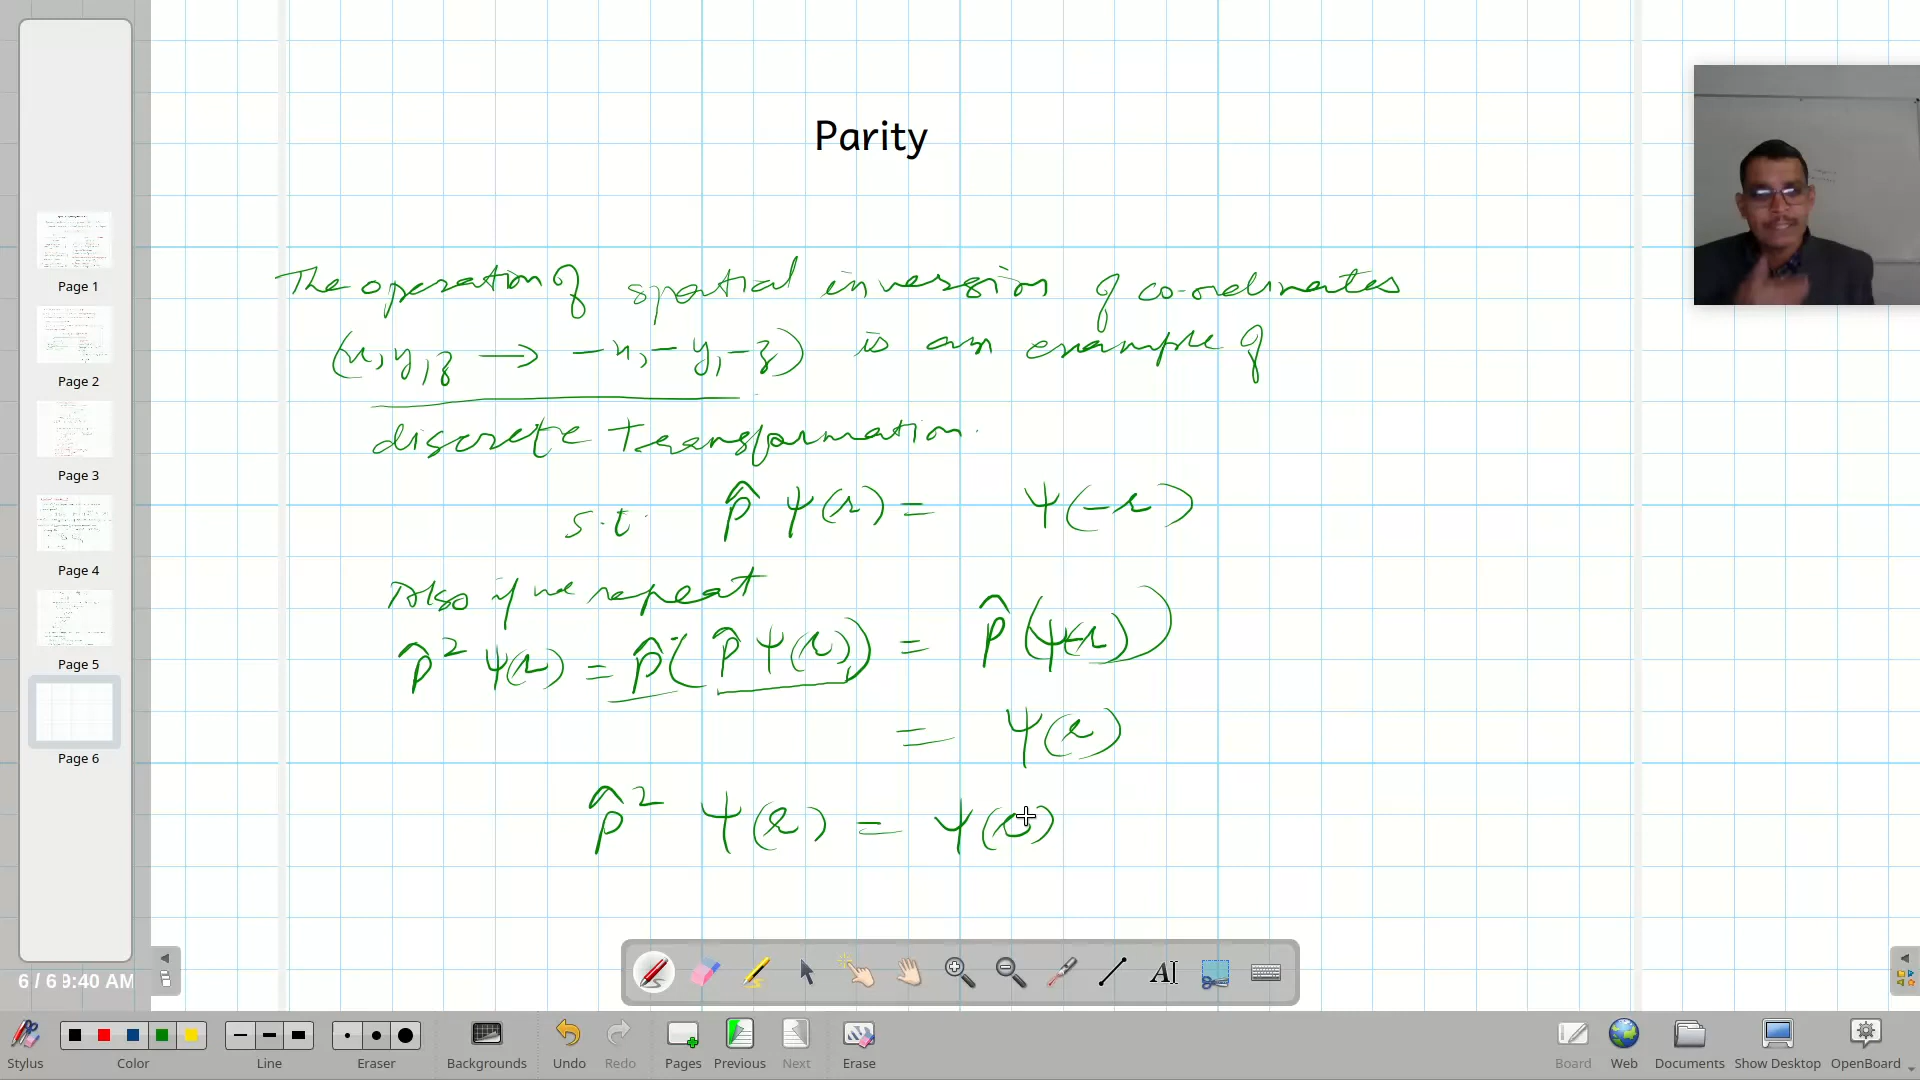 Parity
The operation of spatial inversion of co-ordinates
(x, y, z → -x, -y, -z) is an example of
discrete transformation.
s.t. p̂ ψ(r) = ψ(-r)
Also if we repeat
p̂² ψ(r) = p̂(p̂ ψ(r)) = p̂(ψ(-r))
= ψ(r)
p̂² ψ(r) = ψ(r)
Page 1
Page 2
Page 3
Page 4
Page 5
Page 6
6 / 6 9:40 AM
Stylus Color Line Eraser Backgrounds Undo Redo Pages Previous Next Erase Board Web Documents Show Desktop OpenBoard